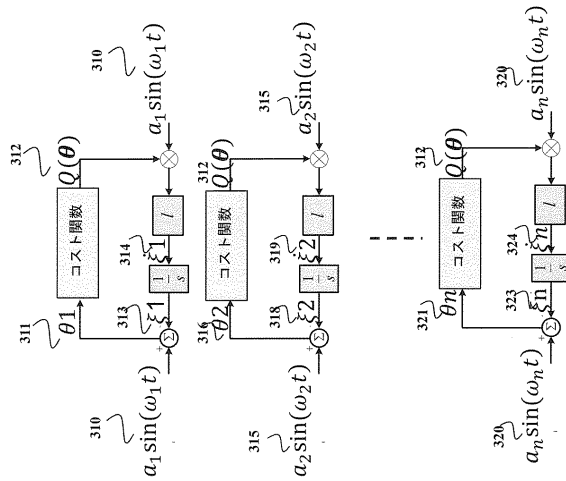 310
a₁sin(ω₁t)
311
θ1
コスト関数
312
Q(θ)
313
ξ1
1/s
314
ξ̇1
l
Σ
+
310
a₁sin(ω₁t)
315
a₂sin(ω₂t)
316
θ2
コスト関数
312
Q(θ)
318
ξ2
1/s
319
ξ̇2
l
Σ
+
315
a₂sin(ω₂t)
320
aₙsin(ωₙt)
321
θn
コスト関数
312
Q(θ)
323
ξn
1/s
324
ξ̇n
l
Σ
+
320
aₙsin(ωₙt)